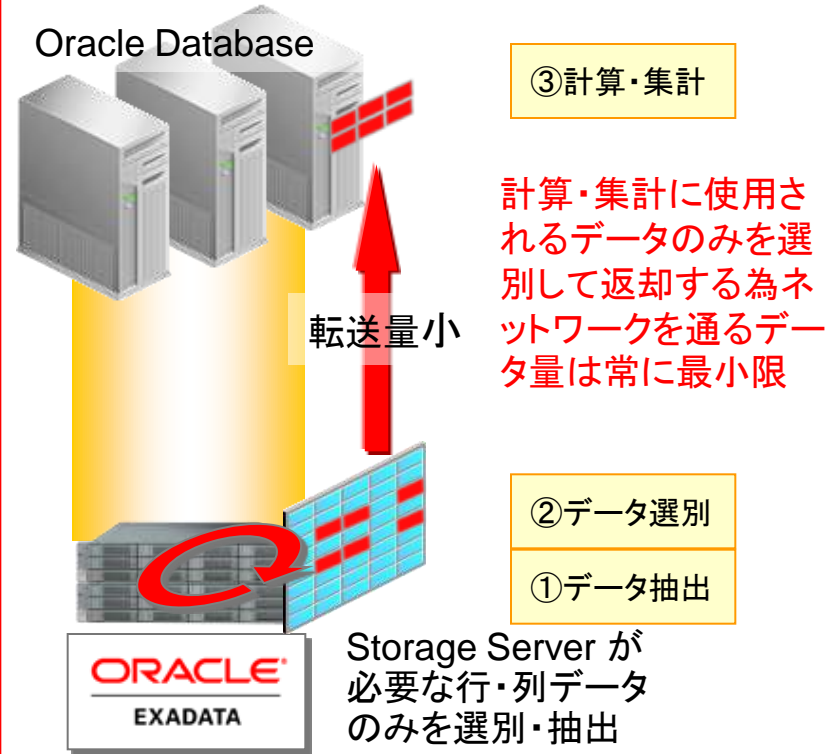 Oracle Database
③計算・集計
計算・集計に使用さ
れるデータのみを選
別して返却する為ネ
ットワークを通るデー
タ量は常に最小限
転送量小
②データ選別
①データ抽出
ORACLE
EXADATA
Storage Server が
必要な行・列データ
のみを選別・抽出